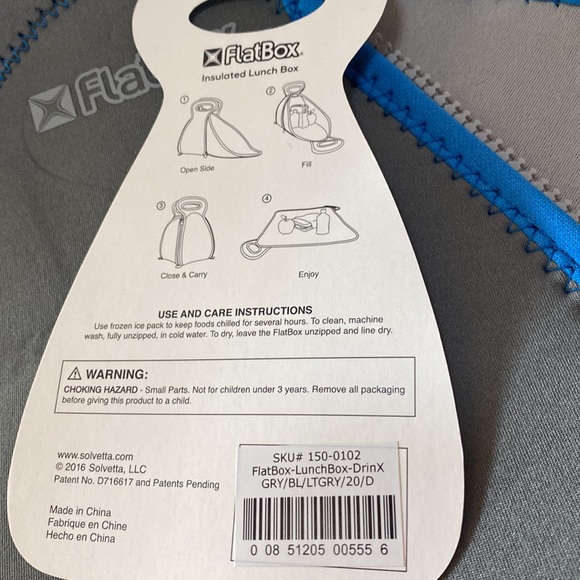 FlatBox
FlatBox®
Insulated Lunch Box
1
2
Open Side
Fill
3
4
Close & Carry
Enjoy
USE AND CARE INSTRUCTIONS
Use frozen ice pack to keep foods chilled for several hours. To clean, machine
wash, fully unzipped, in cold water. To dry, leave the FlatBox unzipped and line dry.
⚠ WARNING:
CHOKING HAZARD - Small Parts. Not for children under 3 years. Remove all packaging
before giving this product to a child.
www.solvetta.com
© 2016 Solvetta, LLC
Patent No. D716617 and Patents Pending
Made in China
Fabrique en Chine
Hecho en China
SKU# 150-0102
FlatBox-LunchBox-DrinX
GRY/BL/LTGRY/20/D
0 08 51205 00555 6